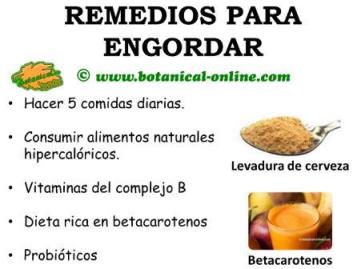 REMEDIOS PARA
ENGORDAR
© www.botanical-online.com
• Hacer 5 comidas diarias.
• Consumir alimentos naturales
hipercalóricos.
Levadura de cerveza
• Vitaminas del complejo B
• Dieta rica en betacarotenos
• Probióticos
Betacarotenos